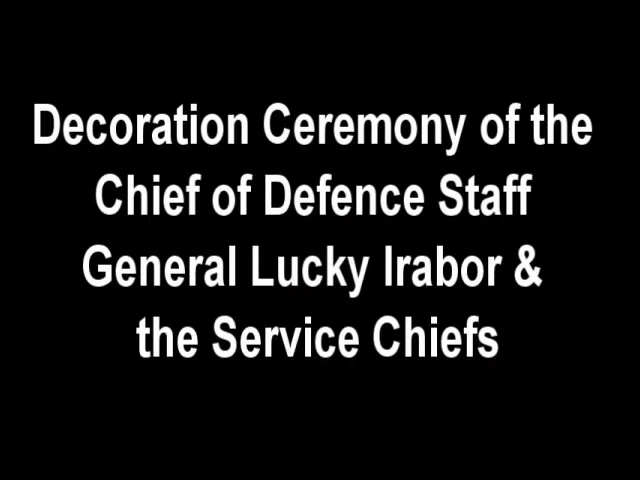 Decoration Ceremony of the
Chief of Defence Staff
General Lucky Irabor &
the Service Chiefs